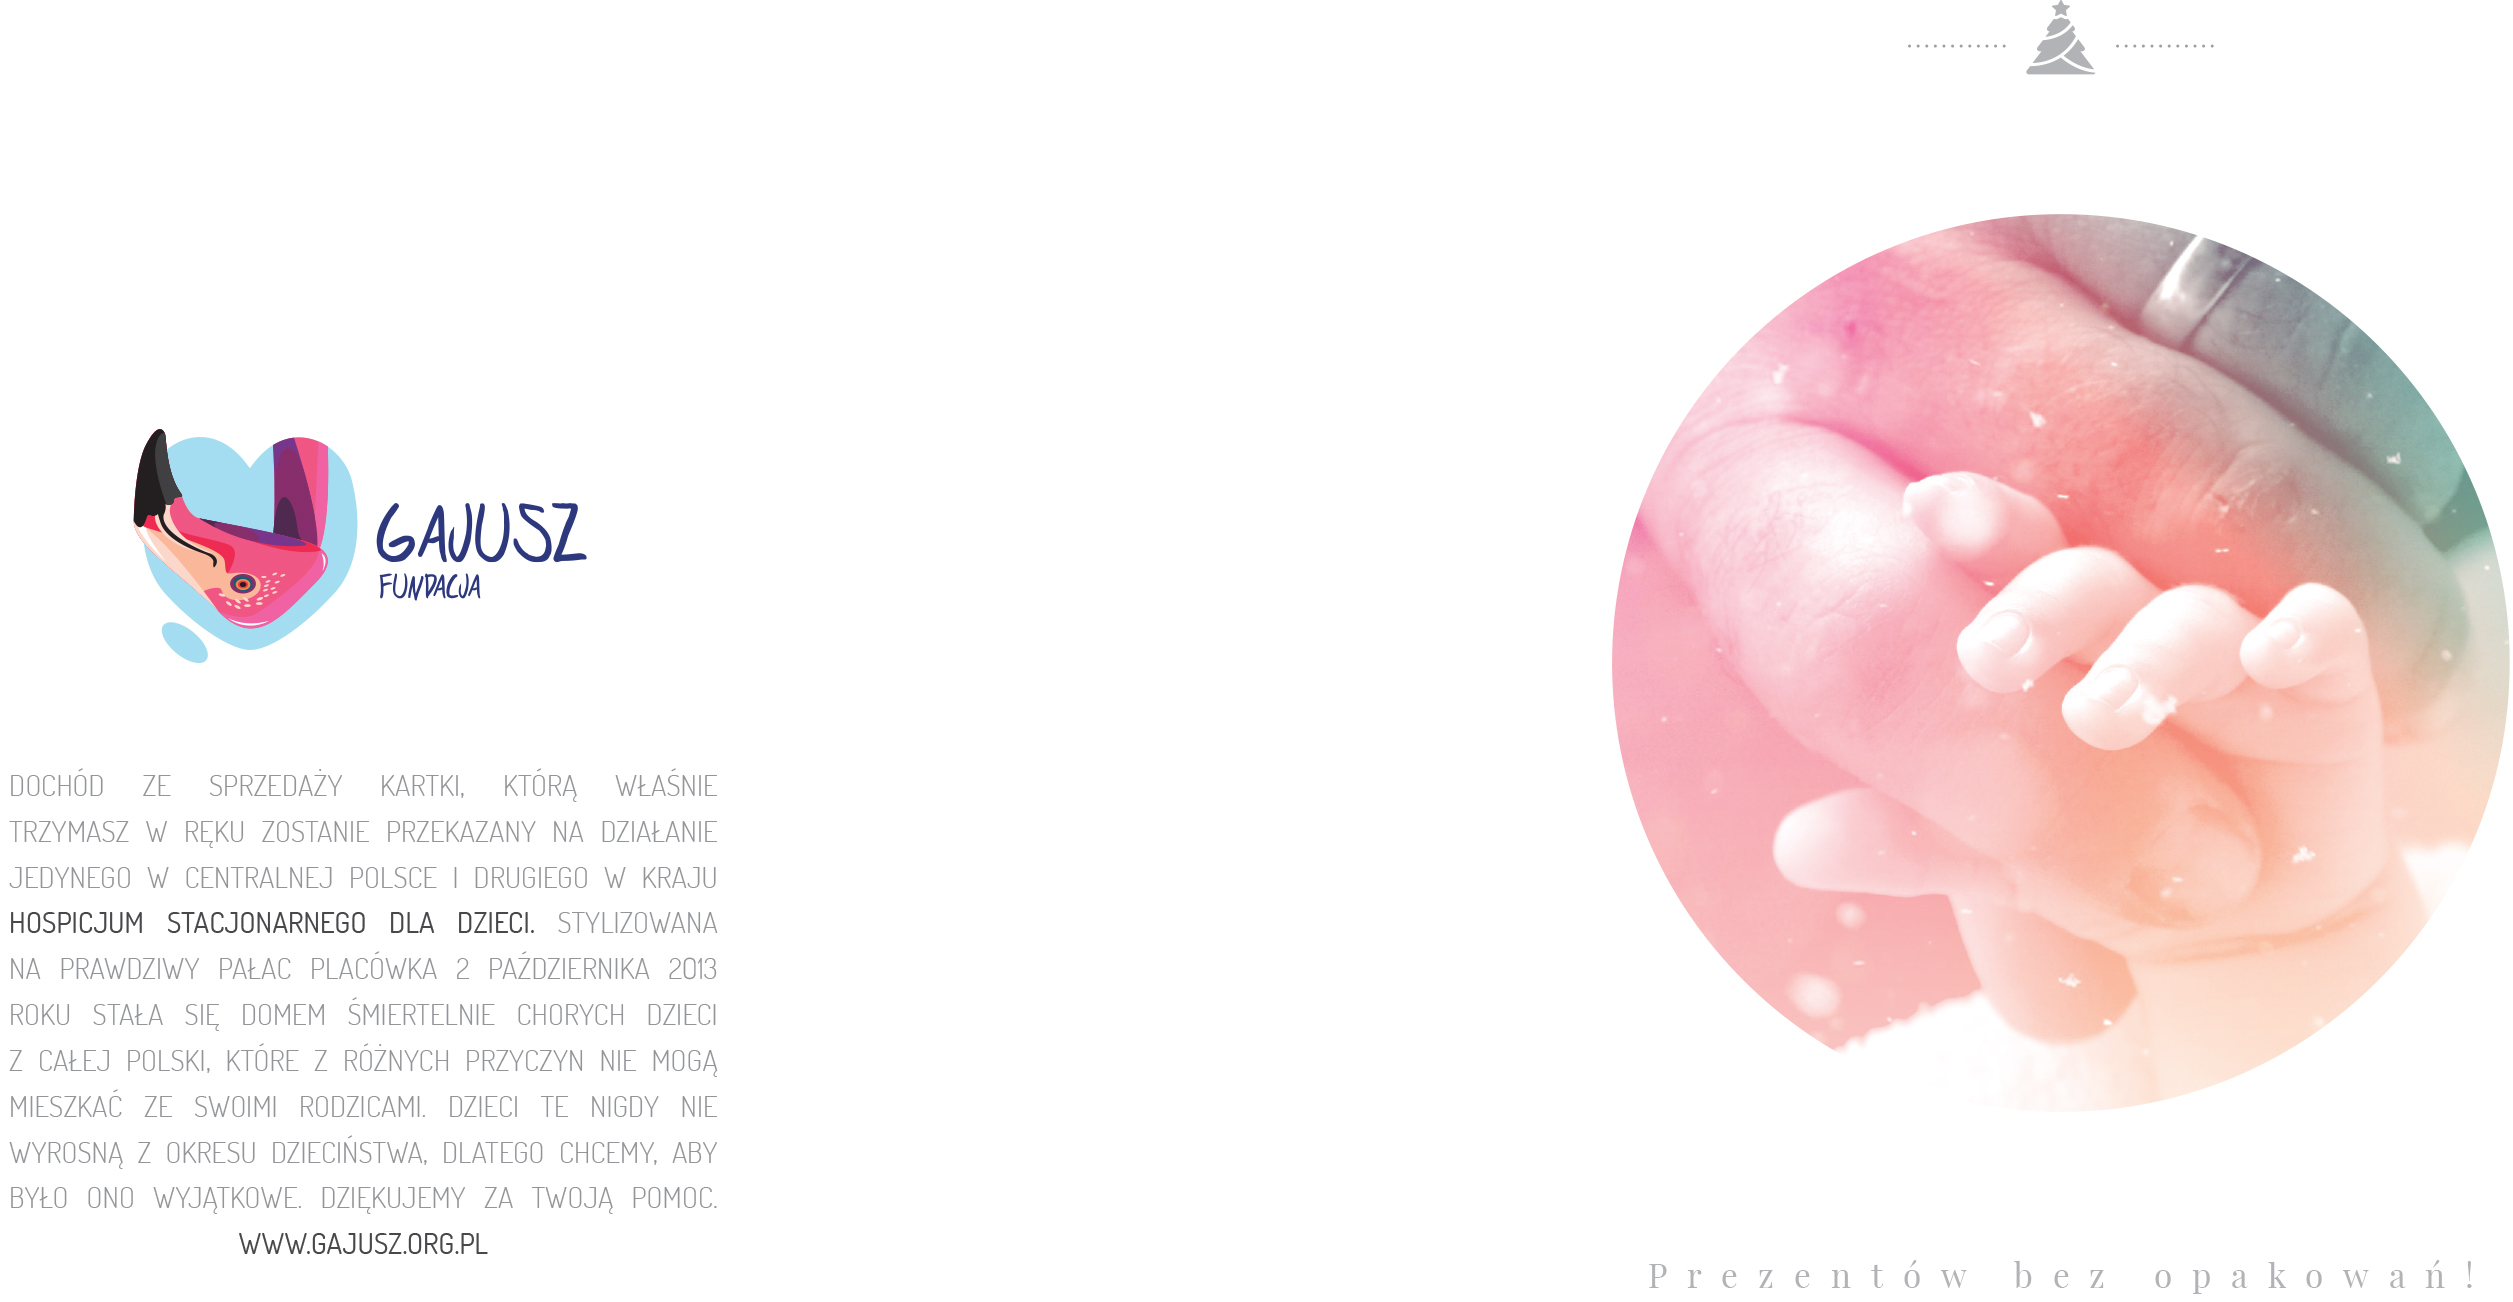 GAJUSZ
FUNDACJA
DOCHÓD ZE SPRZEDAŻY KARTKI, KTÓRĄ WŁAŚNIE
TRZYMASZ W RĘKU ZOSTANIE PRZEKAZANY NA DZIAŁANIE
JEDYNEGO W CENTRALNEJ POLSCE I DRUGIEGO W KRAJU
HOSPICJUM STACJONARNEGO DLA DZIECI. STYLIZOWANA
NA PRAWDZIWY PAŁAC PLACÓWKA 2 PAŹDZIERNIKA 2013
ROKU STAŁA SIĘ DOMEM ŚMIERTELNIE CHORYCH DZIECI
Z CAŁEJ POLSKI, KTÓRE Z RÓŻNYCH PRZYCZYN NIE MOGĄ
MIESZKAĆ ZE SWOIMI RODZICAMI. DZIECI TE NIGDY NIE
WYROSNĄ Z OKRESU DZIECIŃSTWA, DLATEGO CHCEMY, ABY
BYŁO ONO WYJĄTKOWE. DZIĘKUJEMY ZA TWOJĄ POMOC.
WWW.GAJUSZ.ORG.PL
Prezentów bez opakowań!